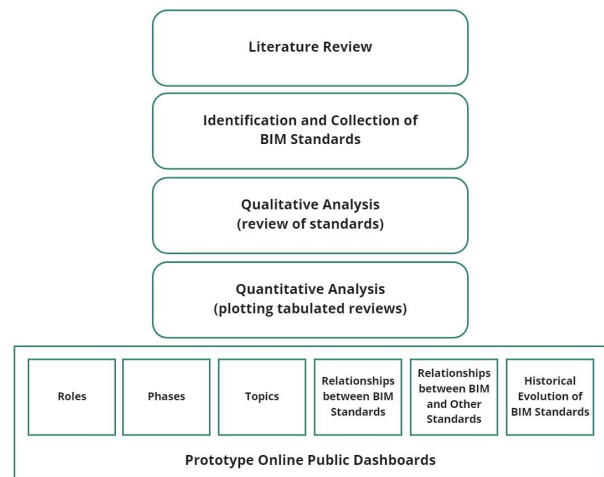 Literature Review
Identification and Collection of
BIM Standards
Qualitative Analysis
(review of standards)
Quantitative Analysis
(plotting tabulated reviews)
Roles
Phases
Topics
Relationships
between BIM
Standards
Relationships
between BIM
and Other
Standards
Historical
Evolution of
BIM Standards
Prototype Online Public Dashboards